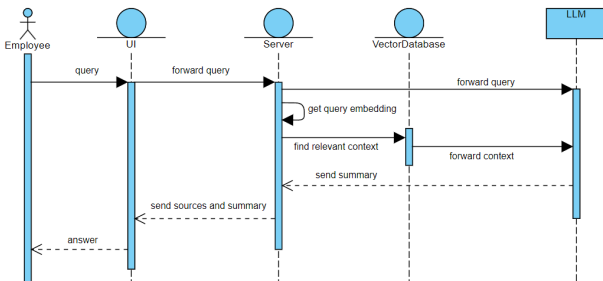 Employee
UI
Server
VectorDatabase
LLM
query
forward query
forward query
get query embedding
find relevant context
forward context
send summary
send sources and summary
answer